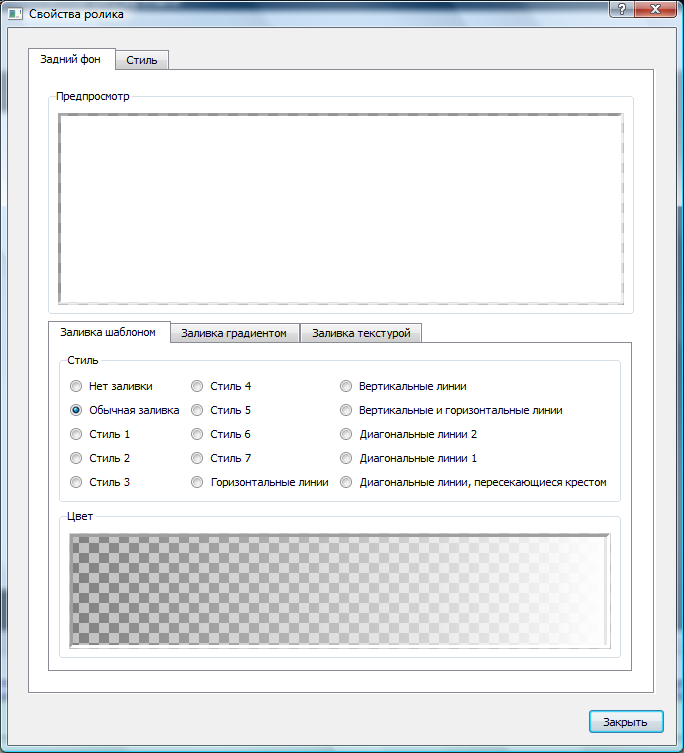 Свойства ролика
Задний фон
Стиль
Предпросмотр
Заливка шаблоном
Заливка градиентом
Заливка текстурой
Стиль
Нет заливки
Стиль 4
Вертикальные линии
Обычная заливка
Стиль 5
Вертикальные и горизонтальные линии
Стиль 1
Стиль 6
Диагональные линии 2
Стиль 2
Стиль 7
Диагональные линии 1
Стиль 3
Горизонтальные линии
Диагональные линии, пересекающиеся крестом
Цвет
Закрыть